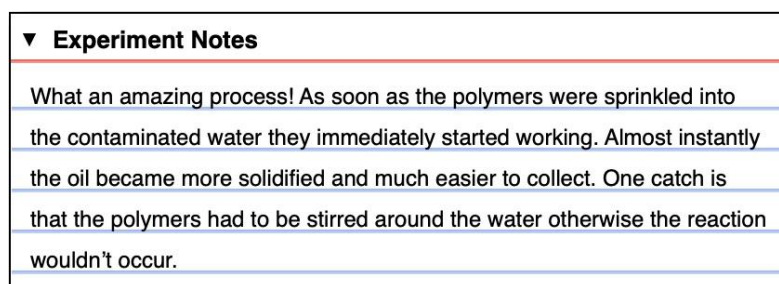 ▼ Experiment Notes
What an amazing process! As soon as the polymers were sprinkled into
the contaminated water they immediately started working. Almost instantly
the oil became more solidified and much easier to collect. One catch is
that the polymers had to be stirred around the water otherwise the reaction
wouldn’t occur.